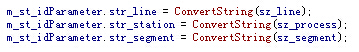 m_st_idParameter.str_line = ConvertString(sz_line);
m_st_idParameter.str_station = ConvertString(sz_process);
m_st_idParameter.str_segment = ConvertString(sz_segment);